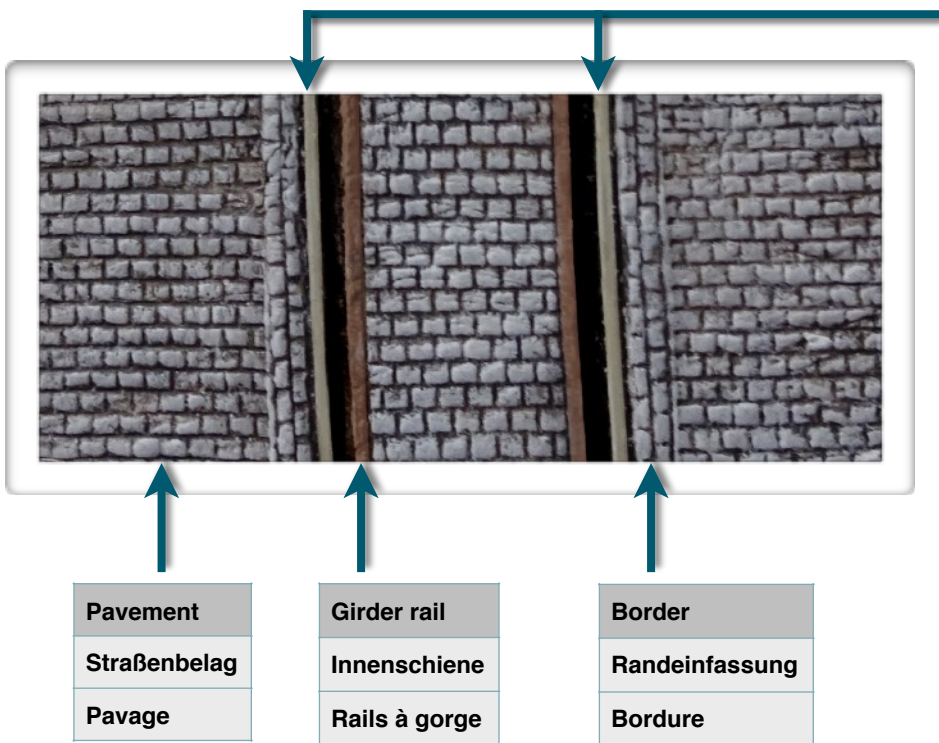 Pavement
Straßenbelag
Pavage
Girder rail
Innenschiene
Rails à gorge
Border
Randeinfassung
Bordure